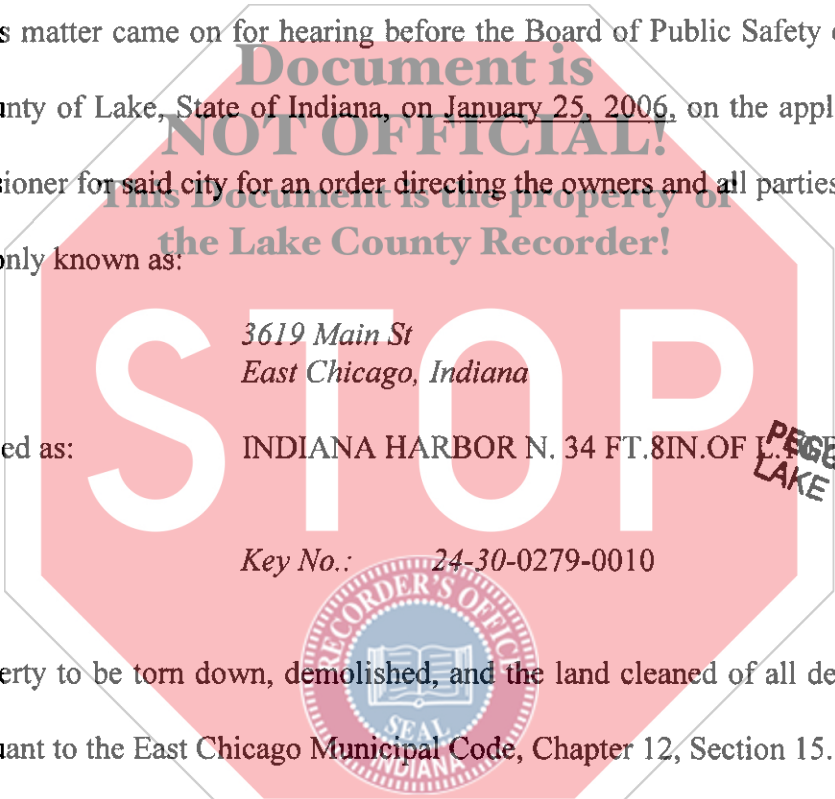 s matter came on for hearing before the Board of Public Safety
Document is
unty of Lake, State of Indiana, on January 25, 2006, on the appl
NOT OFFICIAL!
sioner for said city for an order directing the owners and all parties
This Document is the property of
the Lake County Recorder!
only known as:
3619 Main St
East Chicago, Indiana
STOP
ed as: INDIANA HARBOR N. 34 FT.8IN.OF
LAKE
Key No.: 24-30-0279-0010
RECORDER'S OFFICE
SEAL
INDIANA
erty to be torn down, demolished, and the land cleaned of all de
uant to the East Chicago Municipal Code, Chapter 12, Section 15.